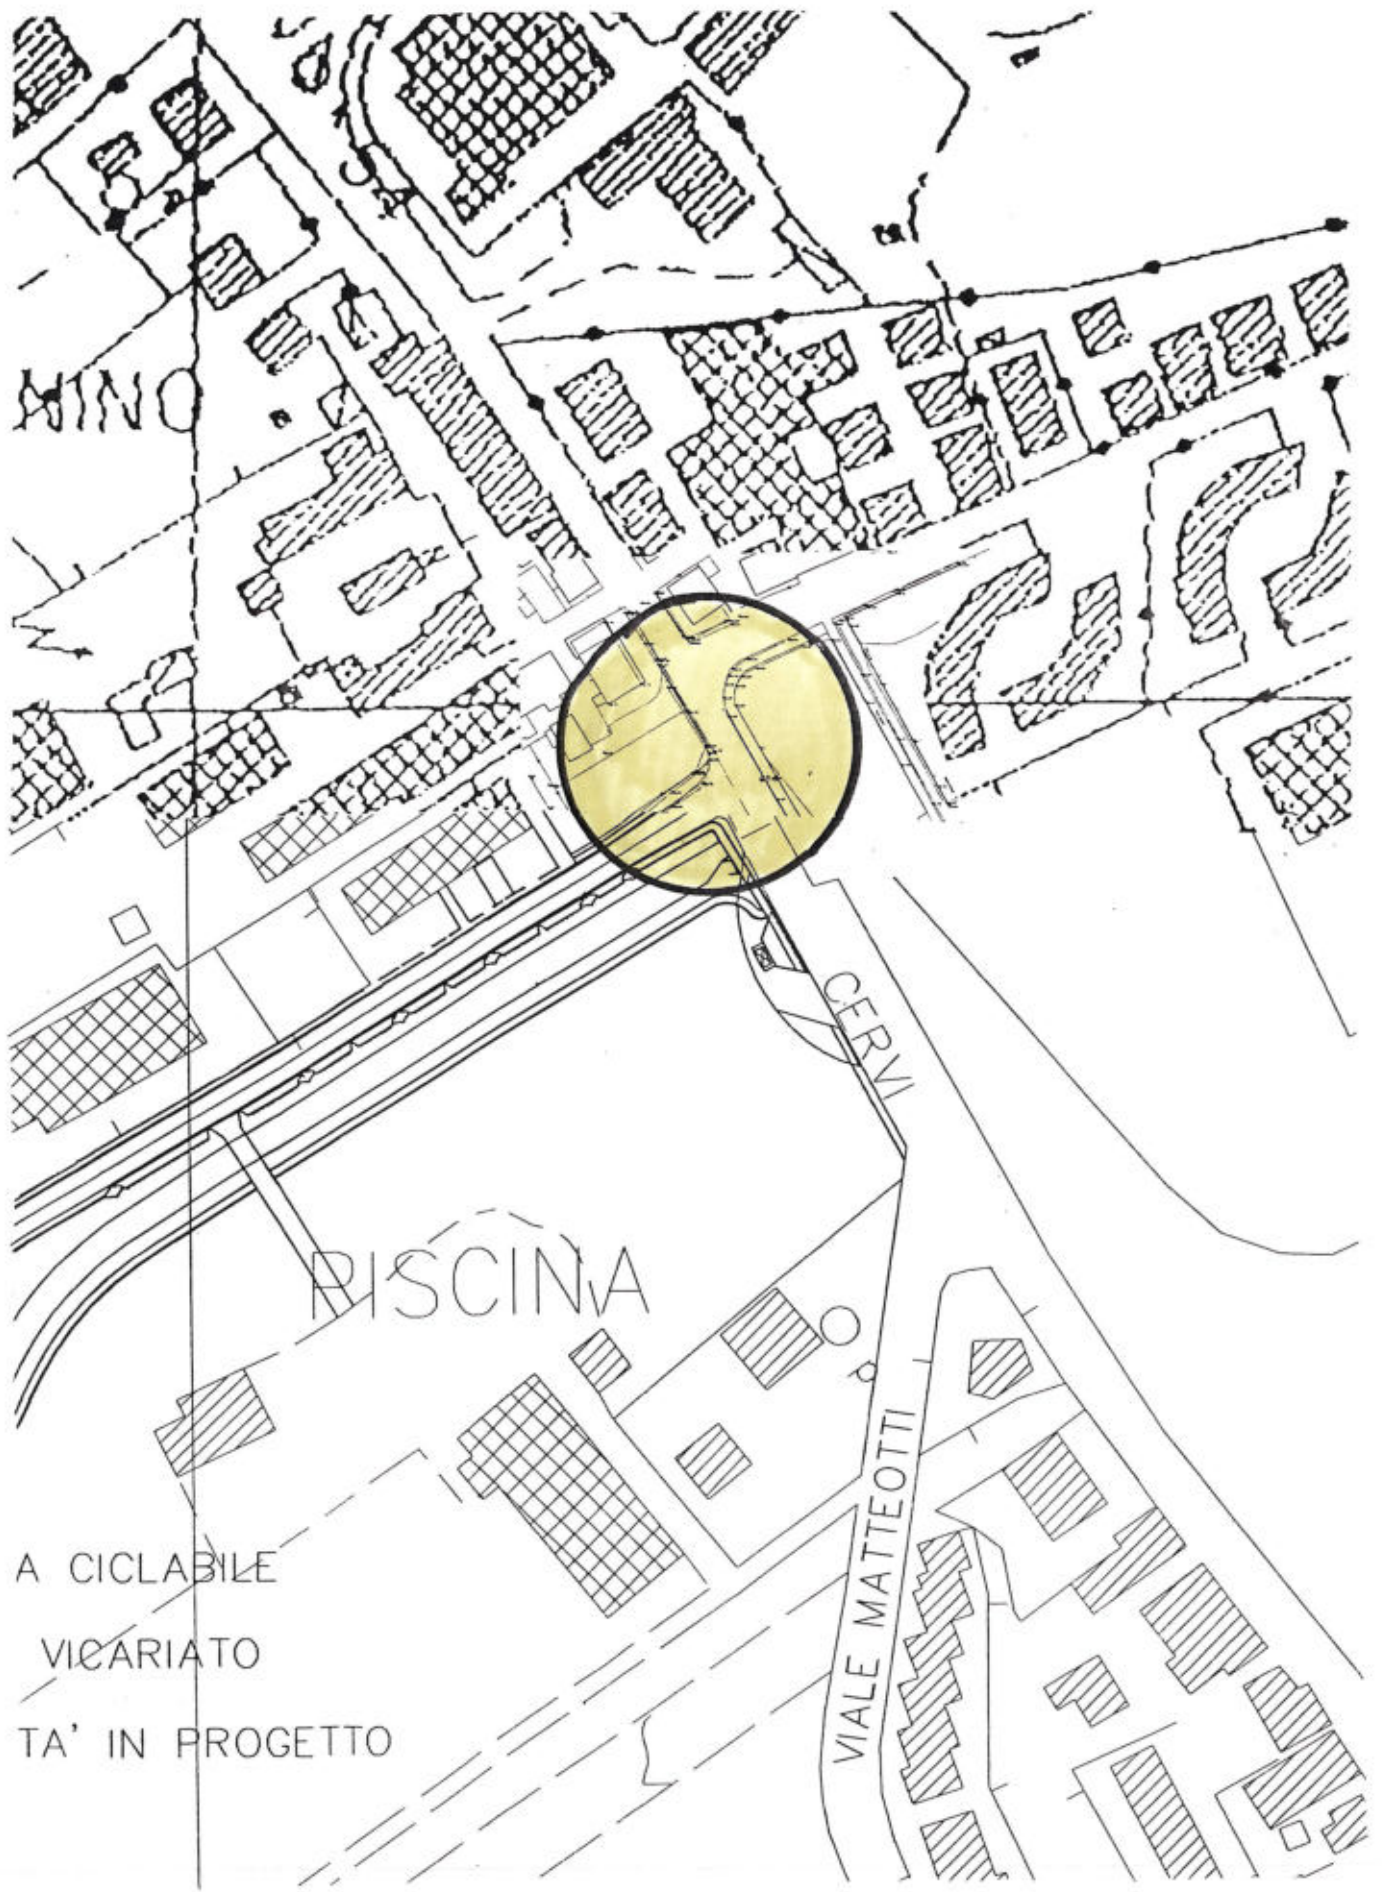 NINO
CERVI
PISCINA
P
VIALE MATTEOTTI
A CICLABILE
VICARIATO
TA' IN PROGETTO